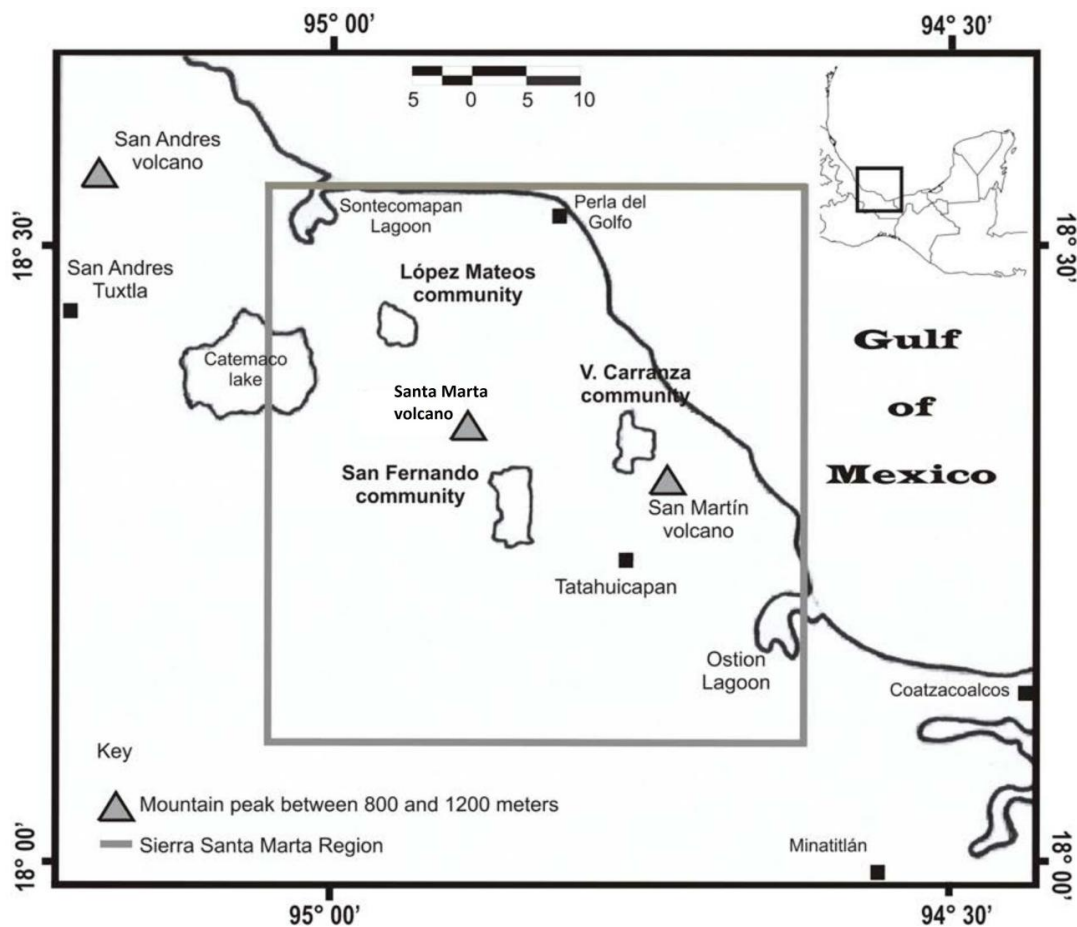 95° 00’
94° 30’
5 0 5 10
San Andres
volcano
Sontecomapan
Lagoon
Perla del
Golfo
18° 30’
18° 30’
San Andres
Tuxtla
López Mateos
community
Gulf
of
Mexico
Catemaco
lake
V. Carranza
community
Santa Marta
volcano
San Fernando
community
San Martín
volcano
Tatahuicapan
Ostion
Lagoon
Coatzacoalcos
Key
Mountain peak between 800 and 1200 meters
Sierra Santa Marta Region
Minatitlán
18° 00’
18° 00’
95° 00’
94° 30’